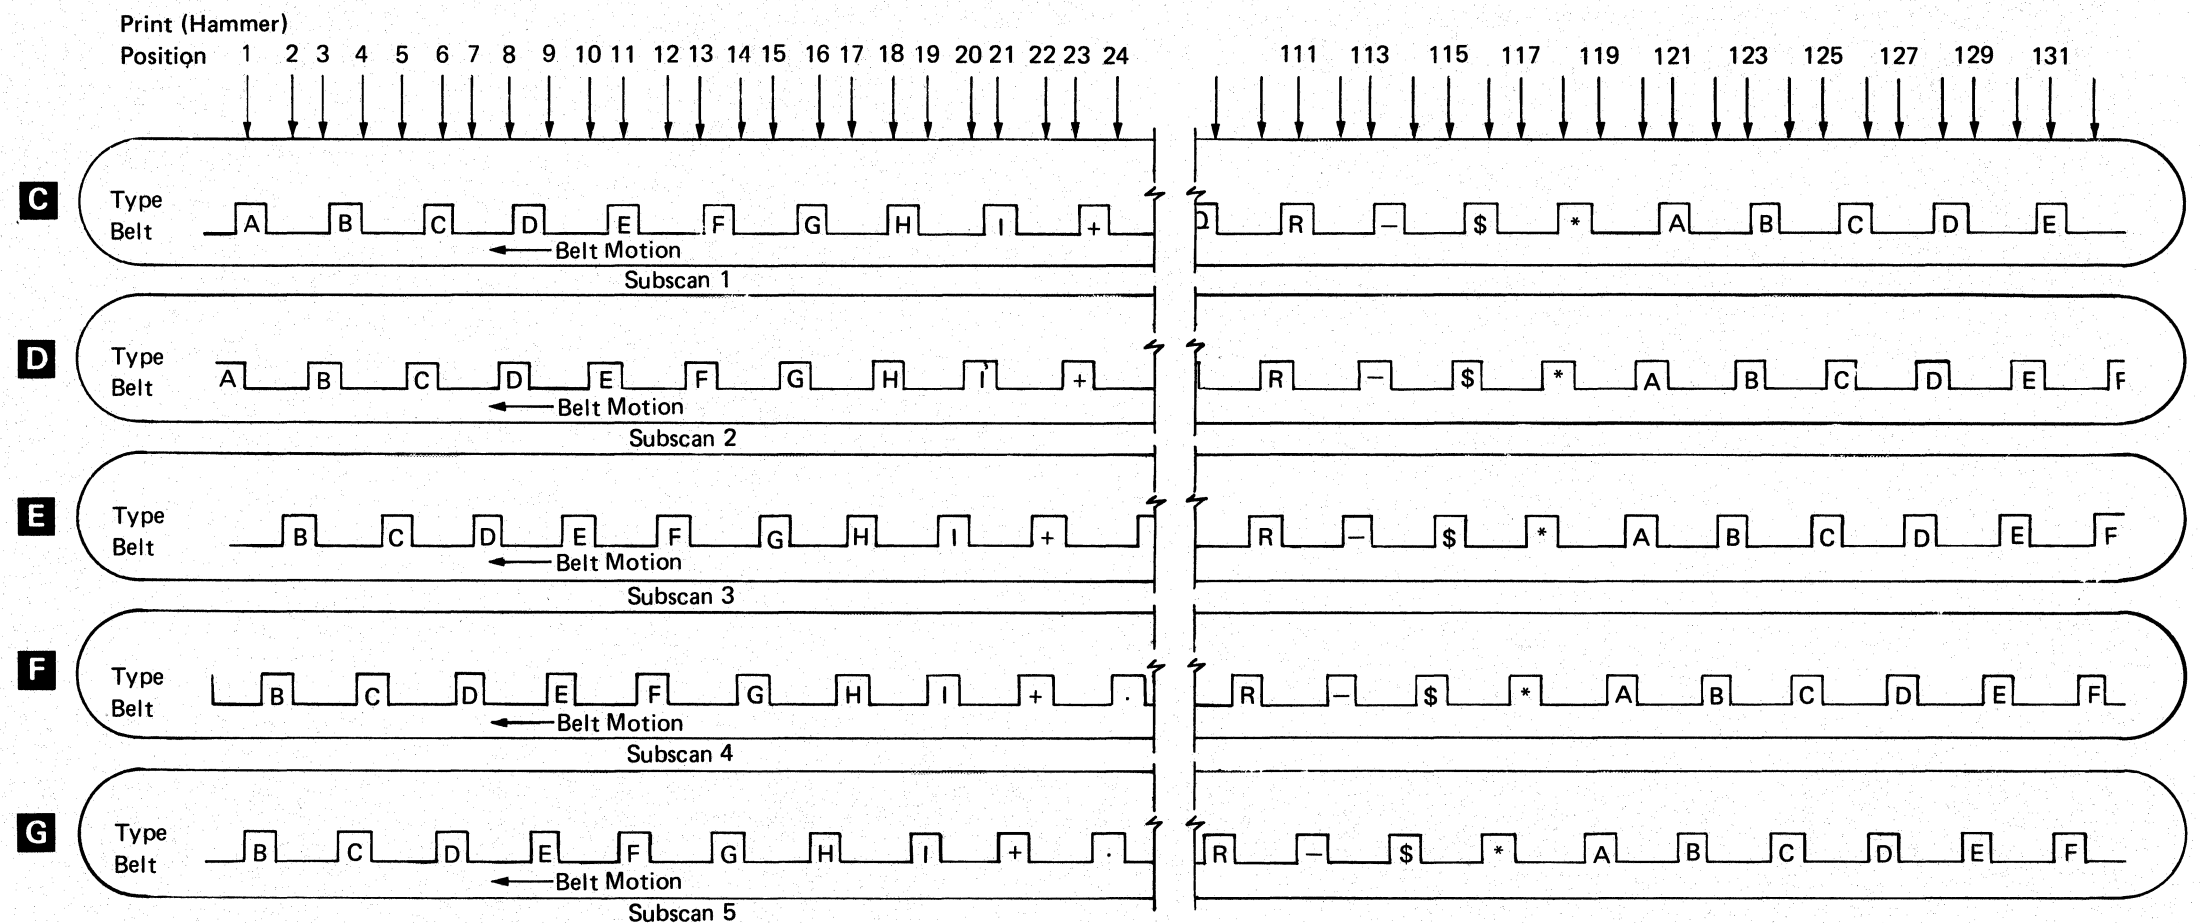 Print (Hammer)
Position 1 2 3 4 5 6 7 8 9 10 11 12 13 14 15 16 17 18 19 20 21 22 23 24 111 113 115 117 119 121 123 125 127 129 131
C
Type
Belt A B C D E F G H I + R – $ * A B C D E
Belt Motion
Subscan 1
D
Type
Belt A B C D E F G H I + R – $ * A B C D E F
Belt Motion
Subscan 2
E
Type
Belt B C D E F G H I + R – $ * A B C D E F
Belt Motion
Subscan 3
F
Type
Belt B C D E F G H I + . R – $ * A B C D E F
Belt Motion
Subscan 4
G
Type
Belt B C D E F G H I + . R – $ * A B C D E F
Belt Motion
Subscan 5